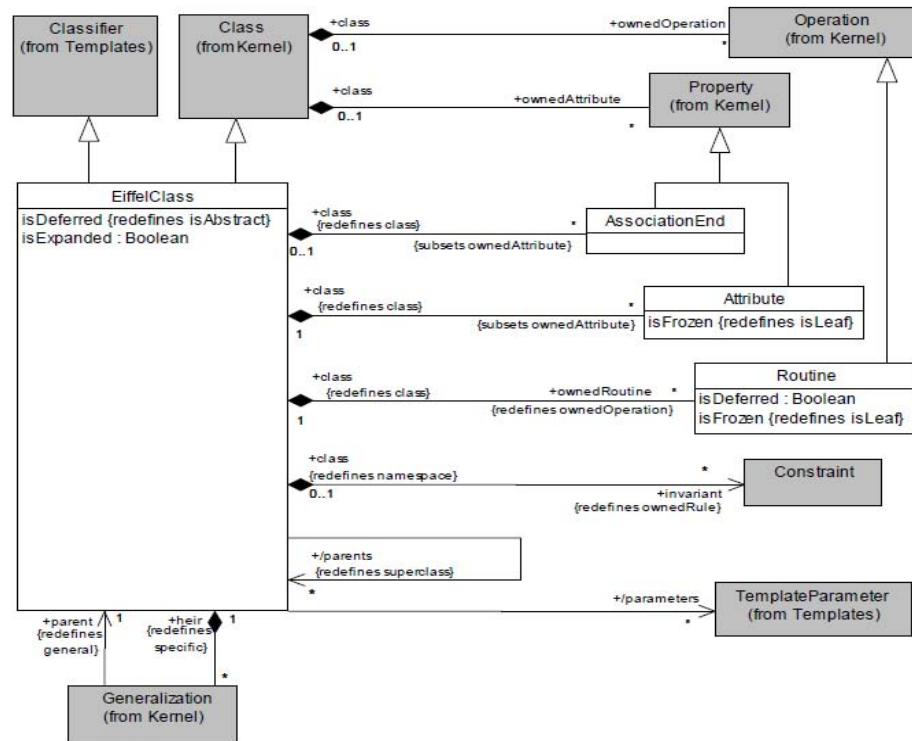 Classifier
(from Templates)
Class
(from Kernel)
+class
0..1
+ownedOperation
*
Operation
(from Kernel)
+class
0..1
+ownedAttribute
*
Property
(from Kernel)
EiffelClass
isDeferred {redefines isAbstract}
isExpanded : Boolean
+class
{redefines class}
0..1
*
{subsets ownedAttribute}
AssociationEnd
+class
{redefines class}
1
*
{subsets ownedAttribute}
Attribute
isFrozen {redefines isLeaf}
+class
{redefines class}
1
+ownedRoutine
*
{redefines ownedOperation}
Routine
isDeferred : Boolean
isFrozen {redefines isLeaf}
+class
{redefines namespace}
0..1
*
+invariant
{redefines ownedRule}
Constraint
+/parents
{redefines superclass}
*
+/parameters
*
TemplateParameter
(from Templates)
+parent
{redefines
general}
1
+heir
{redefines
specific}
1
*
Generalization
(from Kernel)